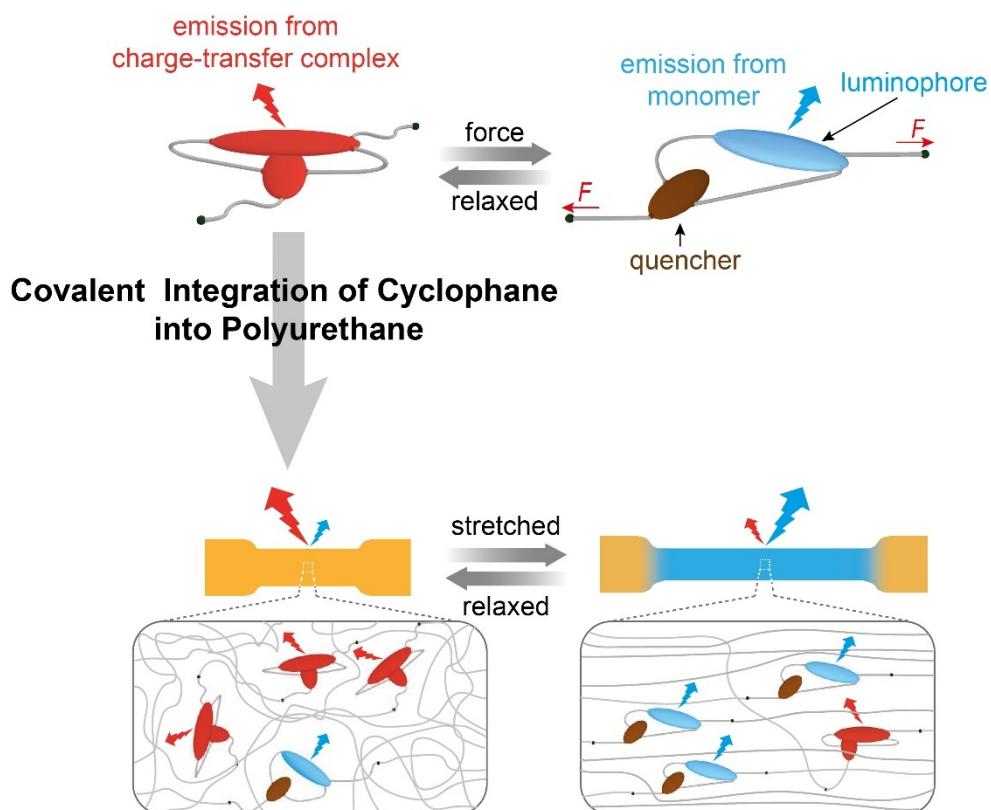 emission from
charge-transfer complex
emission from
monomer
luminophore
force
relaxed
F
F
quencher
Covalent Integration of Cyclophane
into Polyurethane
stretched
relaxed